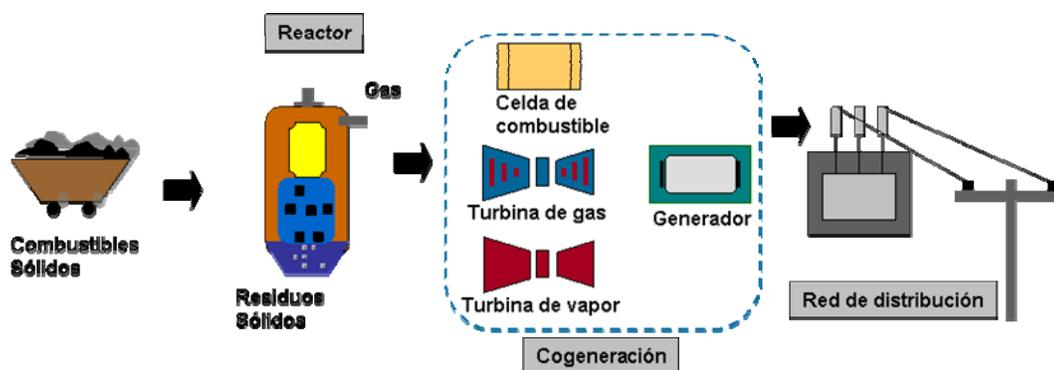 Reactor
Gas
Combustibles
Sólidos
Residuos
Sólidos
Celda de
combustible
Turbina de gas
Generador
Turbina de vapor
Cogeneración
Red de distribución